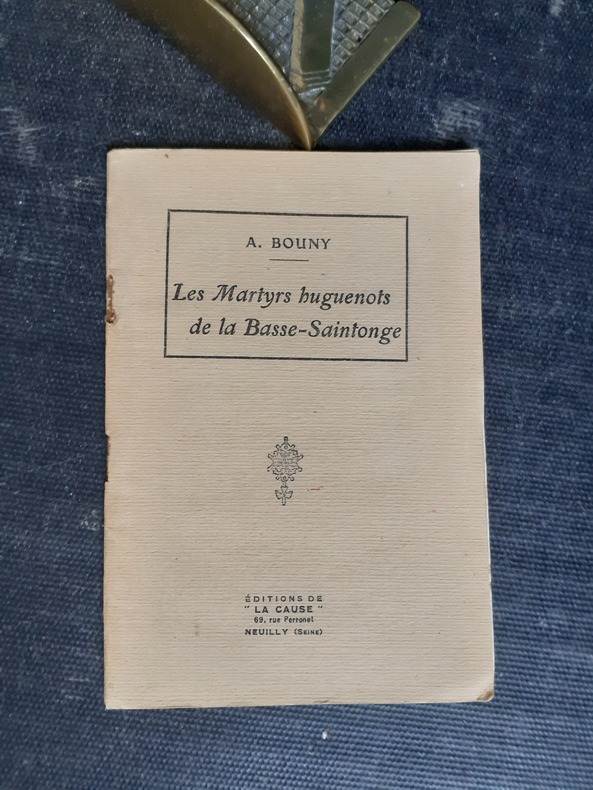 A. BOUNY
Les Martyrs huguenots
de la Basse-Saintonge
ÉDITIONS DE
" LA CAUSE "
69, rue Perronet
NEUILLY (SEINE)